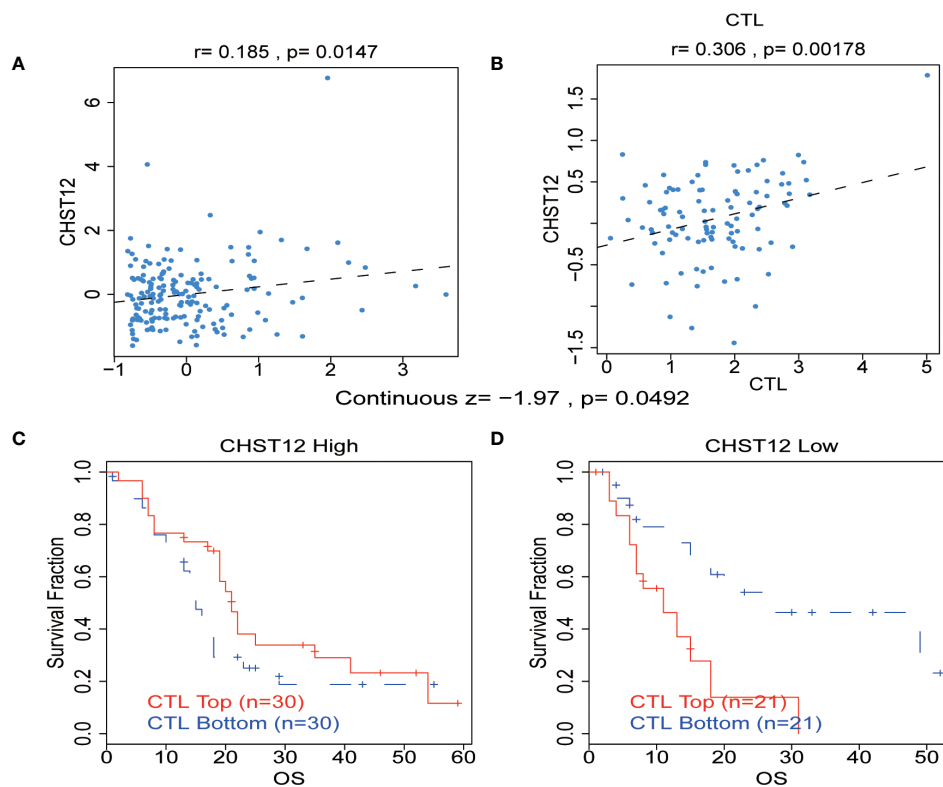 A
r= 0.185 , p= 0.0147
CHST12
6
4
2
0
−1
0
1
2
3
B
CTL
r= 0.306 , p= 0.00178
CHST12
1.5
1.0
0.5
−0.5
−1.5
0
1
2
3
4
5
CTL
Continuous z= −1.97 , p= 0.0492
C
CHST12 High
Survival Fraction
1.0
0.8
0.6
0.4
0.2
0.0
CTL Top (n=30)
CTL Bottom (n=30)
0
10
20
30
40
50
60
OS
D
CHST12 Low
Survival Fraction
1.0
0.8
0.6
0.4
0.2
0.0
CTL Top (n=21)
CTL Bottom (n=21)
0
10
20
30
40
50
OS